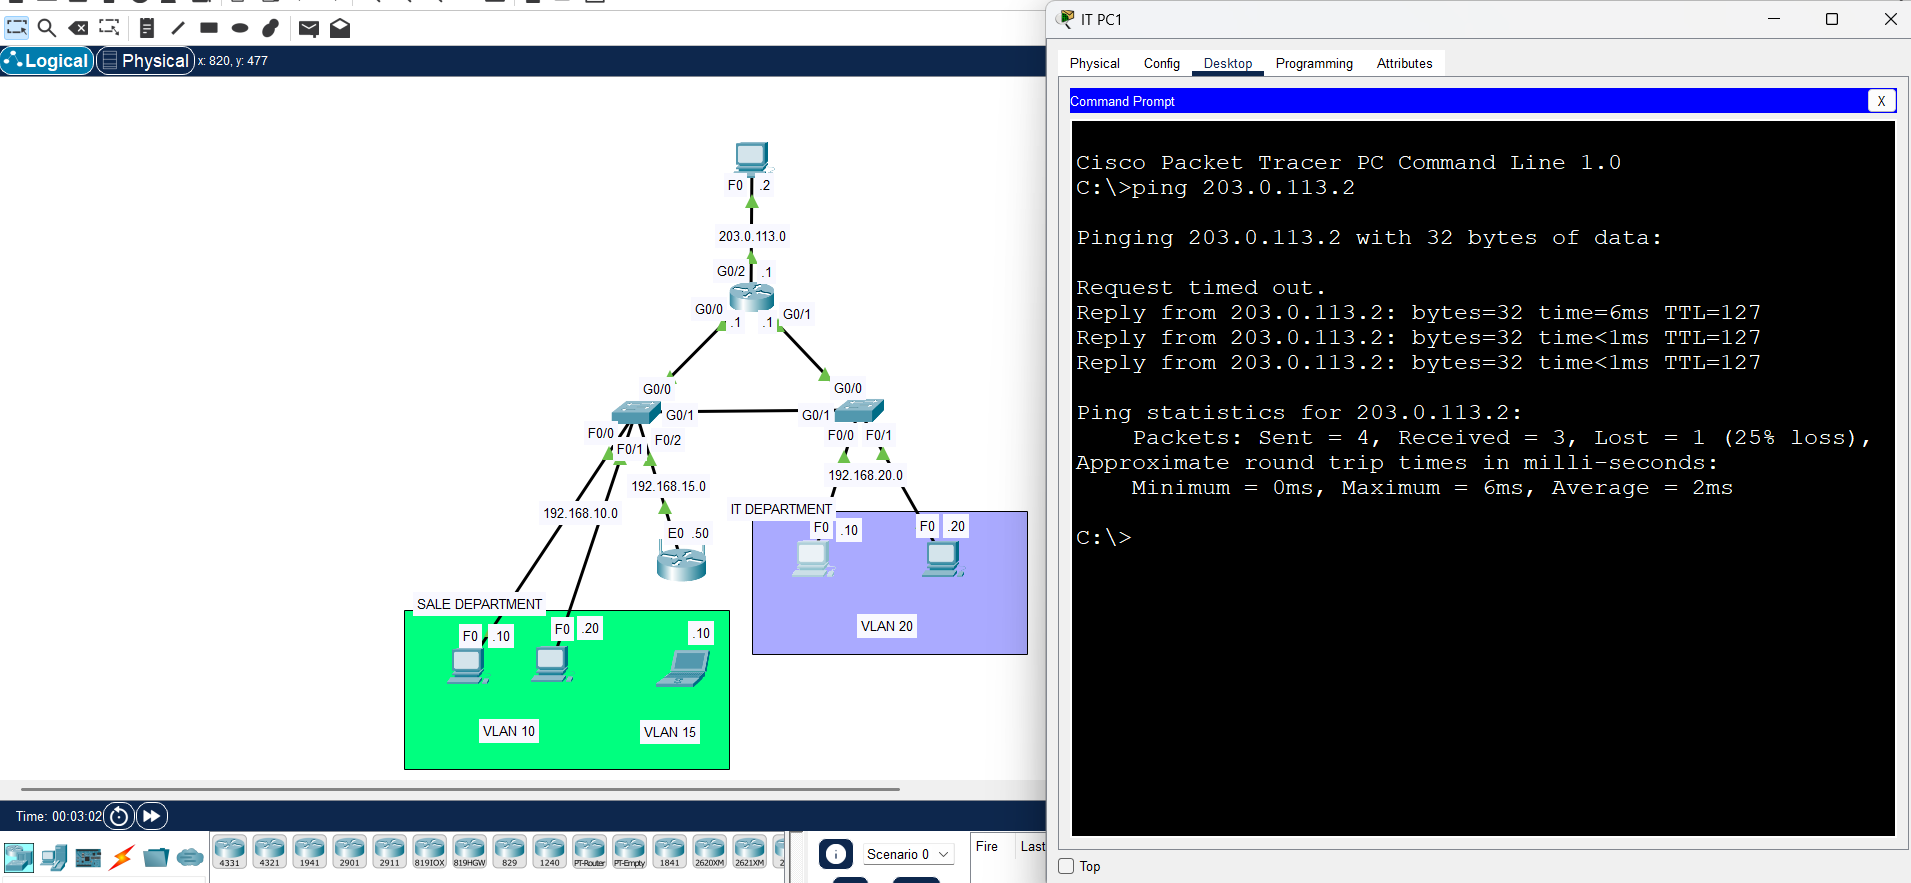 Logical
Physical
x: 820, y: 477
F0 .2
203.0.113.0
G0/2 .1
G0/0 .1 .1 G0/1
G0/0 G0/0
G0/1 G0/1
F0/0 F0/1 F0/2 F0/0 F0/1
192.168.20.0
192.168.15.0
192.168.10.0
IT DEPARTMENT
F0 .10 F0 .20
E0 .50
SALE DEPARTMENT
F0 .10 F0 .20 .10
VLAN 20
VLAN 10 VLAN 15
Time: 00:03:02
4331 4321 1941 2901 2911 819IOX 819HGW 829 1240 PT-Router PT-Empty 1841 2620XM 2621XM
Scenario 0
Fire Last
IT PC1
Physical Config Desktop Programming Attributes
Command Prompt
X
Cisco Packet Tracer PC Command Line 1.0
C:\>ping 203.0.113.2
Pinging 203.0.113.2 with 32 bytes of data:
Request timed out.
Reply from 203.0.113.2: bytes=32 time=6ms TTL=127
Reply from 203.0.113.2: bytes=32 time<1ms TTL=127
Reply from 203.0.113.2: bytes=32 time<1ms TTL=127
Ping statistics for 203.0.113.2:
Packets: Sent = 4, Received = 3, Lost = 1 (25% loss),
Approximate round trip times in milli-seconds:
Minimum = 0ms, Maximum = 6ms, Average = 2ms
C:\>
Top